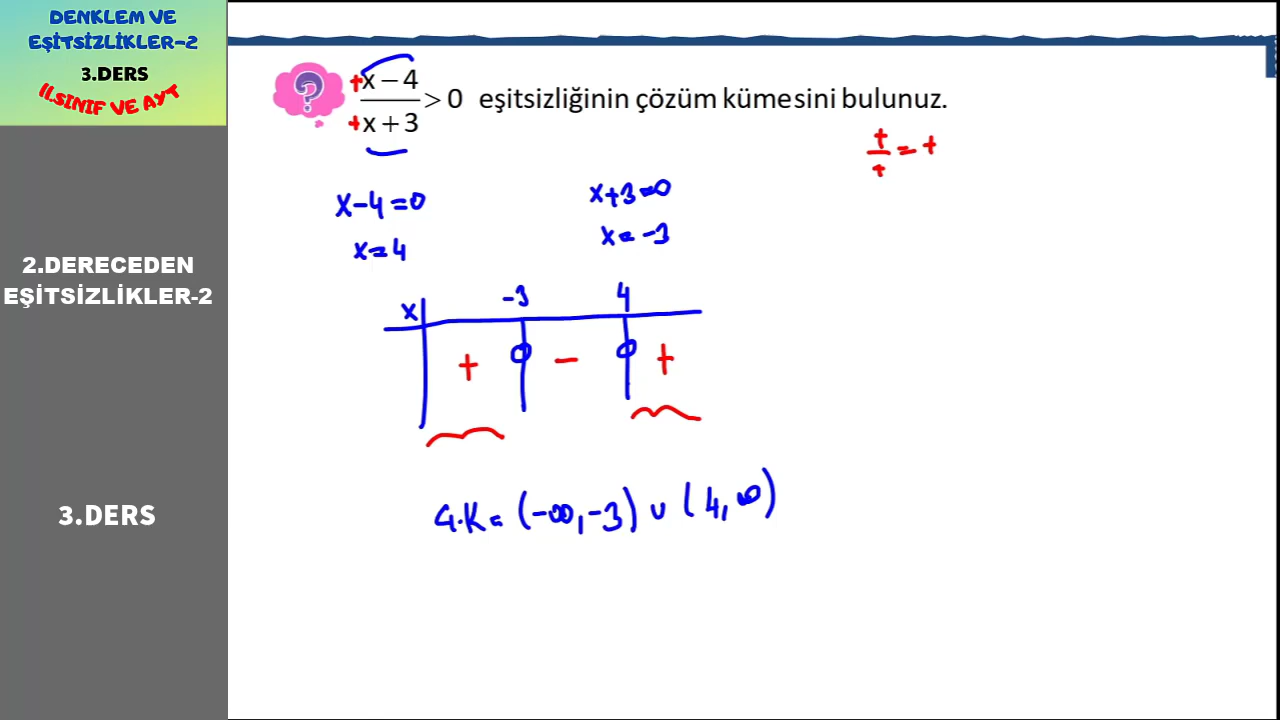 DENKLEM VE
EŞİTSİZLİKLER-2
3.DERS
11.SINIF VE AYT
2.DERECEDEN
EŞİTSİZLİKLER-2
3.DERS
+x − 4
+x + 3
> 0 eşitsizliğinin çözüm kümesini bulunuz.
+/+ = +
x-4=0
x=4
x+3=0
x=-3
x -3 4
+ 0 - 0 +
Ç.K= (-∞,-3) ∪ (4,∞)